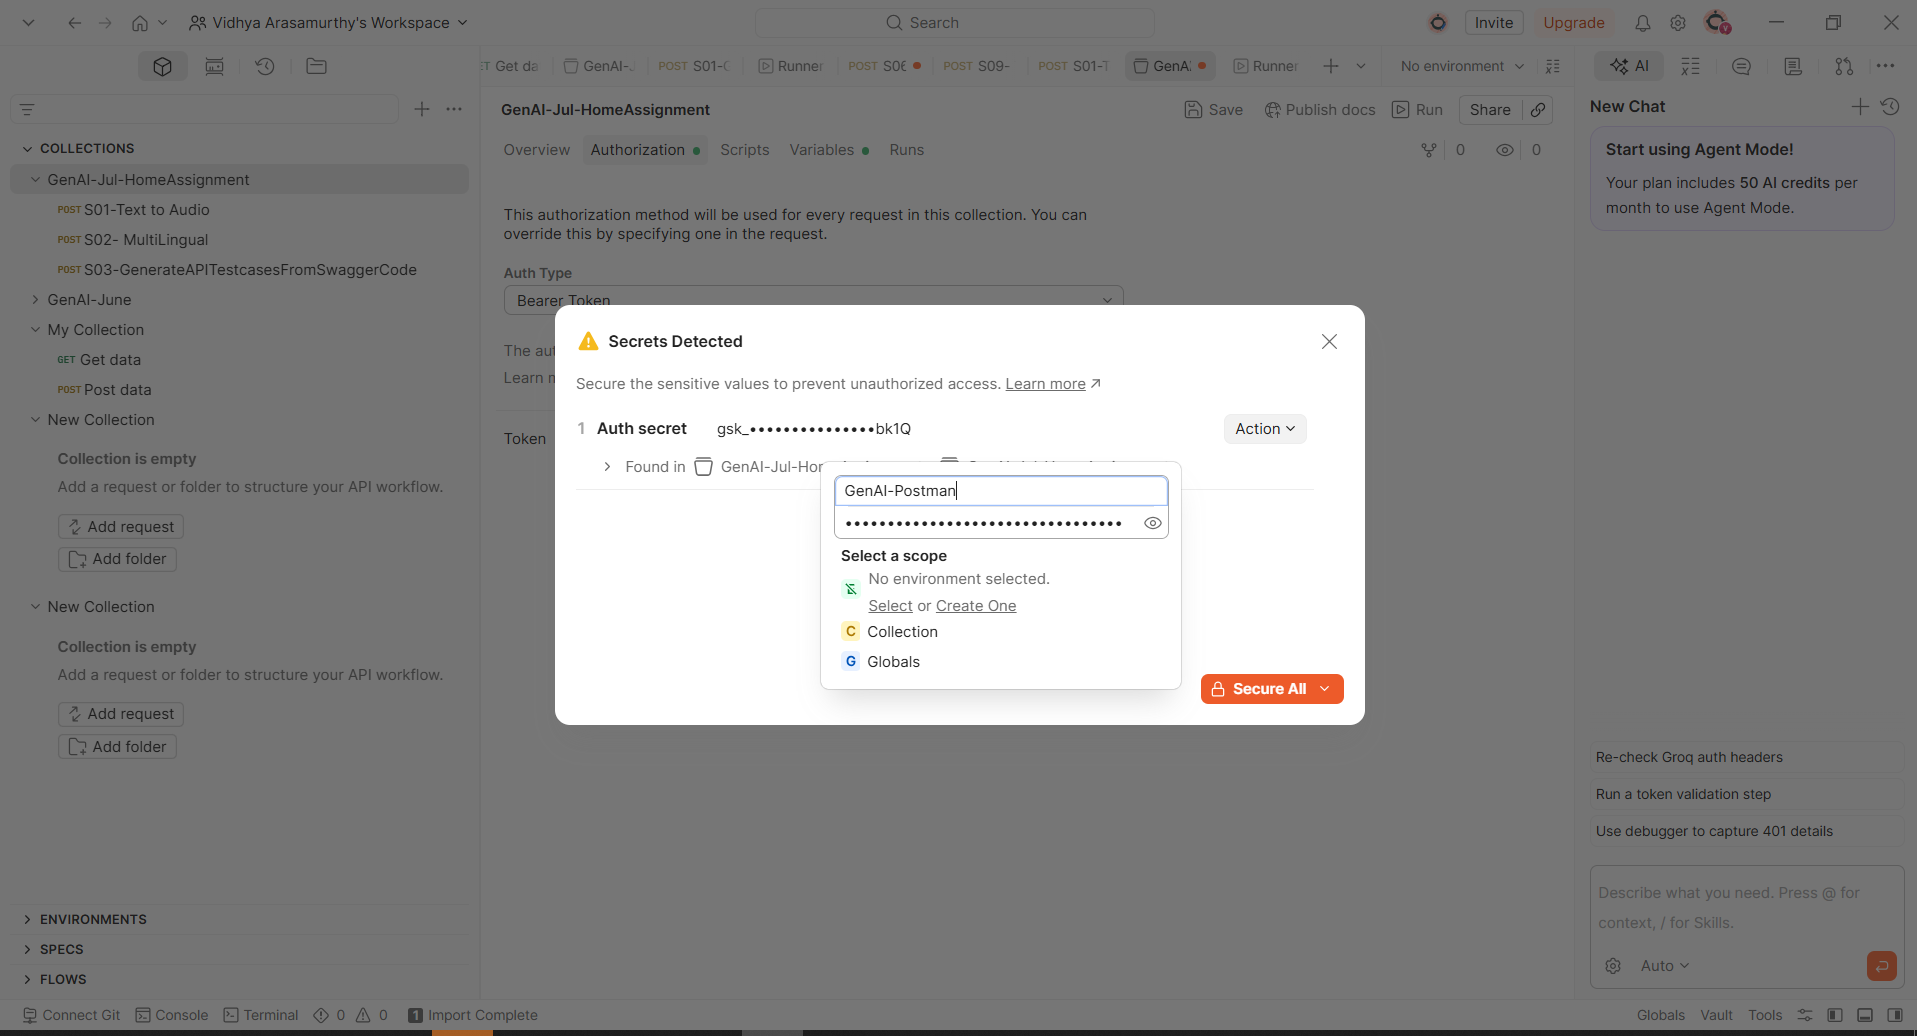 Vidhya Arasamurthy's Workspace
Search
Invite
Upgrade
Get da
GenAI-J
POST S01-C
Runner
POST S06
POST S09-
POST S01-T
GenAI
Runner
No environment
AI
GenAI-Jul-HomeAssignment
Save
Publish docs
Run
Share
New Chat
COLLECTIONS
Overview
Authorization
Scripts
Variables
Runs
0
0
Start using Agent Mode!
Your plan includes 50 AI credits per
month to use Agent Mode.
GenAI-Jul-HomeAssignment
POST S01-Text to Audio
POST S02- MultiLingual
POST S03-GenerateAPITestcasesFromSwaggerCode
GenAI-June
My Collection
GET Get data
POST Post data
New Collection
Collection is empty
Add a request or folder to structure your API workflow.
Add request
Add folder
New Collection
Collection is empty
Add a request or folder to structure your API workflow.
Add request
Add folder
This authorization method will be used for every request in this collection. You can
override this by specifying one in the request.
Auth Type
Bearer Token
The aut
Learn m
Token
Secrets Detected
Secure the sensitive values to prevent unauthorized access. Learn more
1 Auth secret gsk_•••••••••••••••bk1Q
Action
Found in GenAI-Jul-Hor
GenAI-Postman
•••••••••••••••••••••••••••••••••
Select a scope
No environment selected.
Select or Create One
C Collection
G Globals
Secure All
Re-check Groq auth headers
Run a token validation step
Use debugger to capture 401 details
Describe what you need. Press @ for
context, / for Skills.
Auto
ENVIRONMENTS
SPECS
FLOWS
Connect Git
Console
Terminal
0
0
1 Import Complete
Globals
Vault
Tools